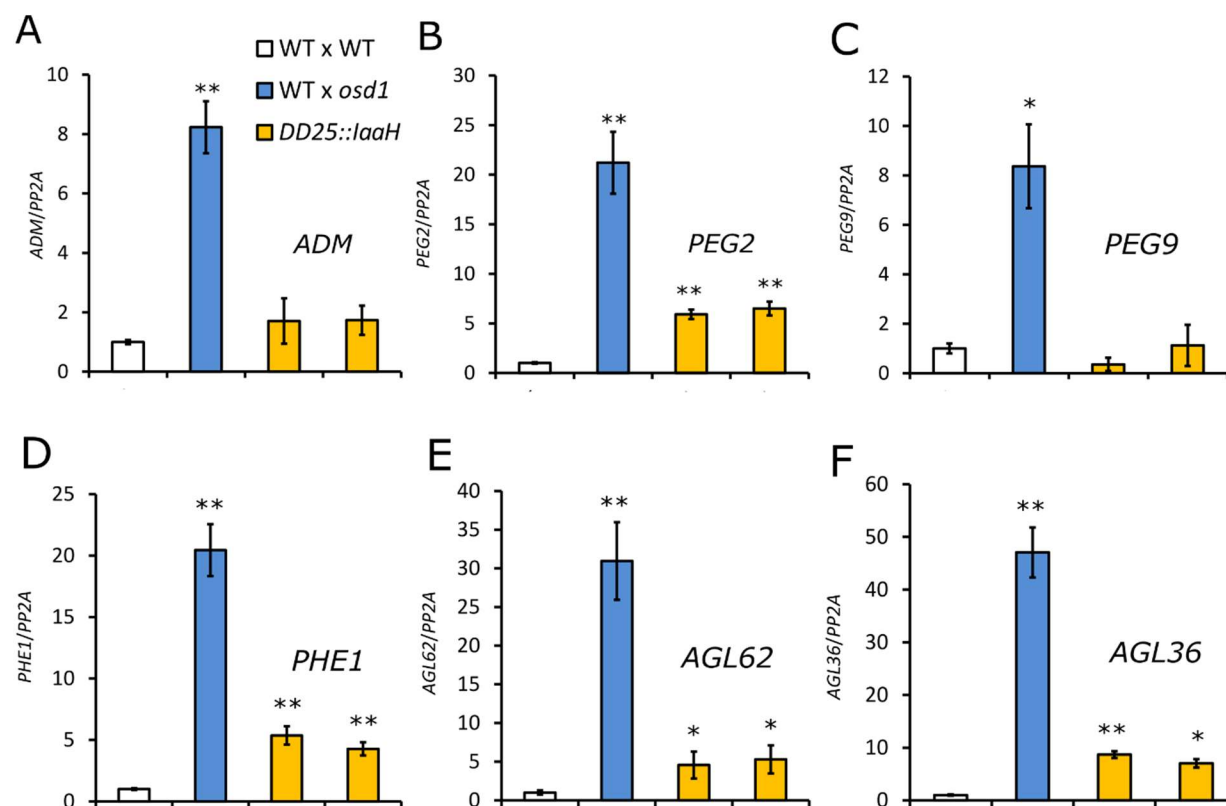 A
B
C
WT x WT
WT x osd1
DD25::IaaH
ADM/PP2A
10
8
6
4
2
0
ADM
**
PEG2/PP2A
30
25
20
15
10
5
0
PEG2
**
**
**
PEG9/PP2A
12
10
8
6
4
2
0
PEG9
*
D
E
F
PHE1/PP2A
25
20
15
10
5
0
PHE1
**
**
**
AGL62/PP2A
40
35
30
25
20
15
10
5
0
AGL62
**
*
*
AGL36/PP2A
60
50
40
30
20
10
0
AGL36
**
**
*